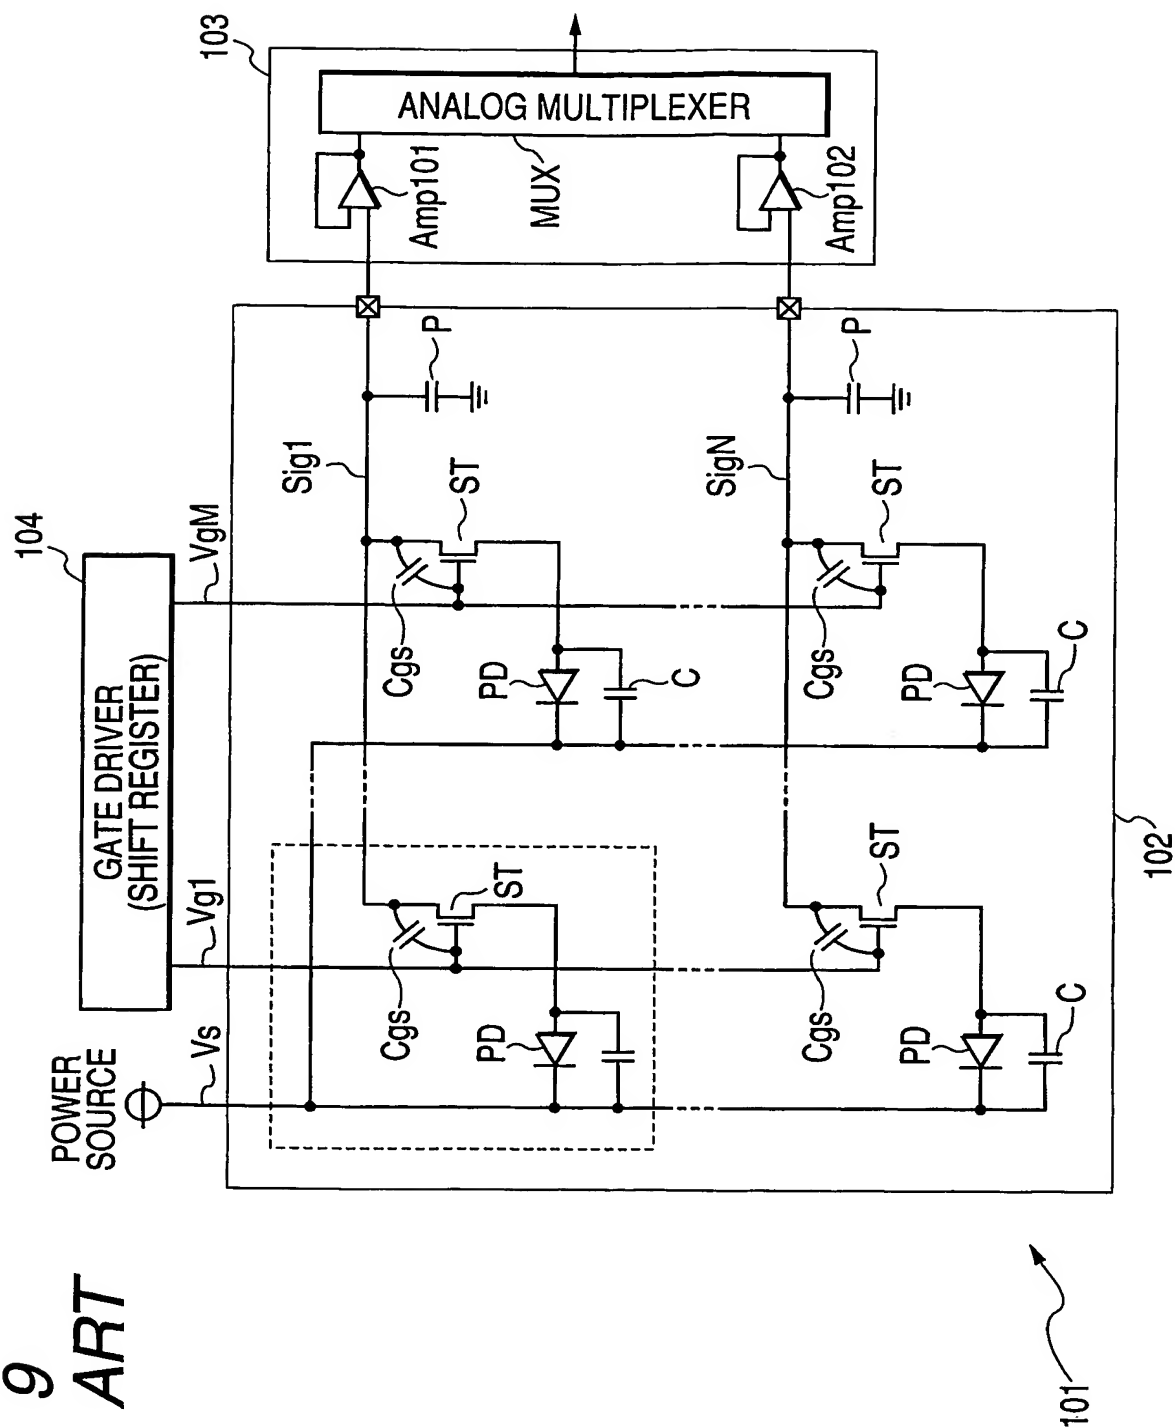 9
ART
101
POWER
SOURCE
Vs
GATE DRIVER
(SHIFT REGISTER)
104
Vg1
VgM
103
ANALOG MULTIPLEXER
MUX
Amp101
Amp102
Sig1
P
Cgs
ST
PD
C
Cgs
ST
PD
SigN
P
Cgs
ST
PD
C
Cgs
ST
PD
C
102